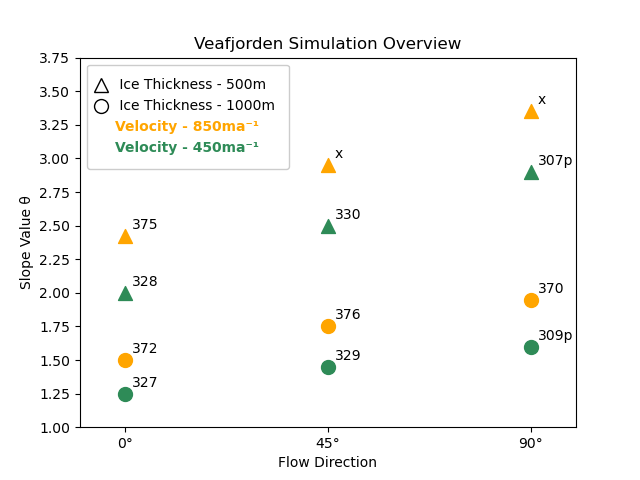 Veafjorden Simulation Overview
Ice Thickness - 500m
Ice Thickness - 1000m
Velocity - 850ma⁻¹
Velocity - 450ma⁻¹
Slope Value θ
3.75
3.50
3.25
3.00
2.75
2.50
2.25
2.00
1.75
1.50
1.25
1.00
x
x
307p
330
375
328
370
376
309p
372
329
327
0°
45°
90°
Flow Direction